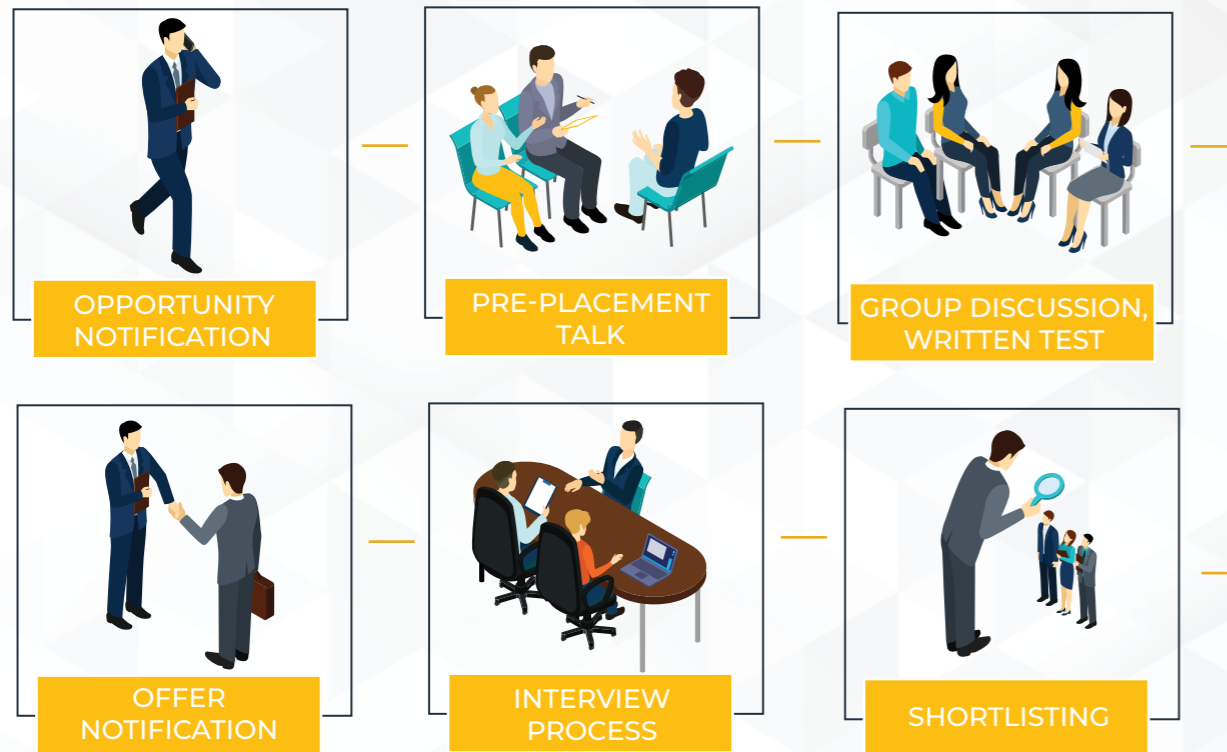 OPPORTUNITY
NOTIFICATION
PRE-PLACEMENT
TALK
GROUP DISCUSSION,
WRITTEN TEST
OFFER
NOTIFICATION
INTERVIEW
PROCESS
SHORTLISTING